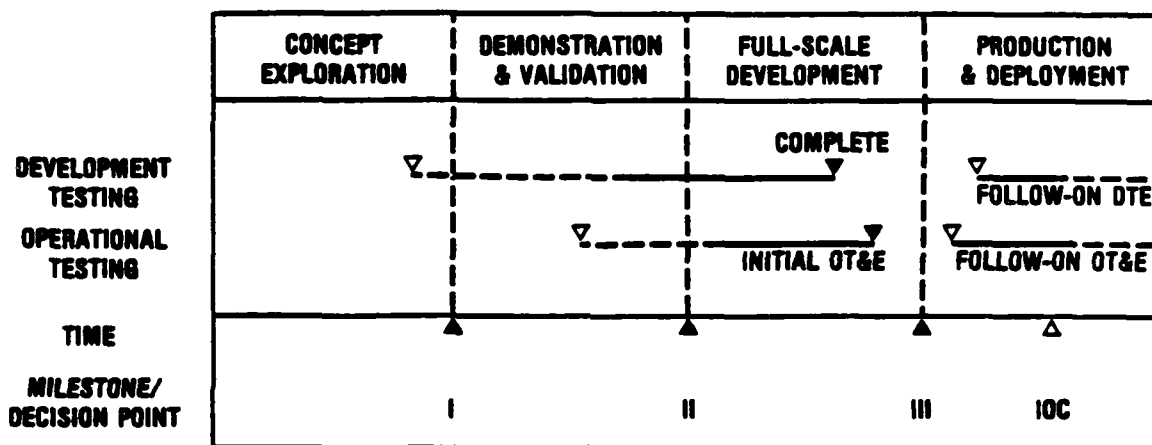 CONCEPT
EXPLORATION
DEMONSTRATION
& VALIDATION
FULL-SCALE
DEVELOPMENT
PRODUCTION
& DEPLOYMENT
DEVELOPMENT
TESTING
COMPLETE
FOLLOW-ON DTE
OPERATIONAL
TESTING
INITIAL OT&E
FOLLOW-ON OT&E
TIME
MILESTONE/
DECISION POINT
I
II
III
IOC